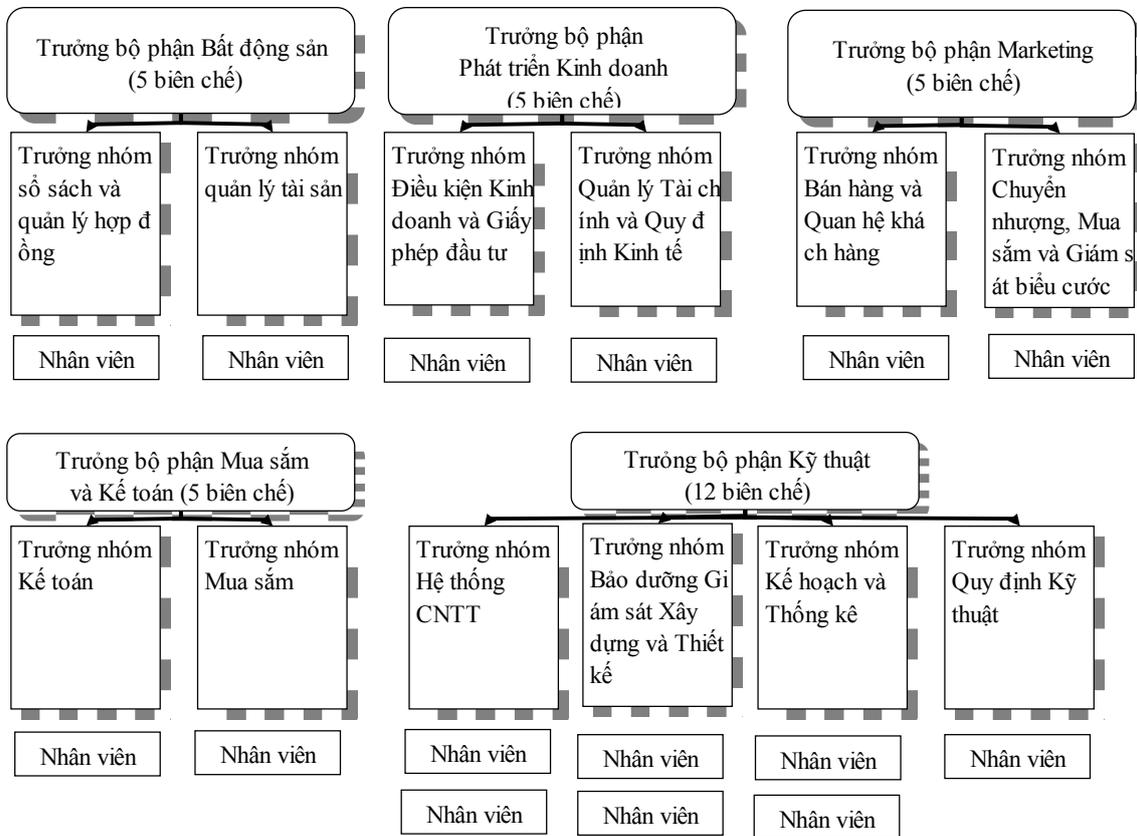 Trưởng bộ phận Bất động sản
(5 biên chế)
Trưởng nhóm
sổ sách và
quản lý hợp đ
ồng
Trưởng nhóm
quản lý tài sản
Nhân viên
Nhân viên
Trưởng bộ phận
Phát triển Kinh doanh
(5 biên chế)
Trưởng nhóm
Điều kiện Kinh
doanh và Giấy
phép đầu tư
Trưởng nhóm
Quản lý Tài ch
ính và Quy đ
ịnh Kinh tế
Nhân viên
Nhân viên
Trưởng bộ phận Marketing
(5 biên chế)
Trưởng nhóm
Bán hàng và
Quan hệ khá
ch hàng
Trưởng nhóm
Chuyển
nhượng, Mua
sắm và Giám s
át biểu cước
Nhân viên
Nhân viên
Trưỏng bộ phận Mua sắm
và Kế toán (5 biên chế)
Trưởng nhóm
Kế toán
Trưởng nhóm
Mua sắm
Nhân viên
Nhân viên
Trưỏng bộ phận Kỹ thuật
(12 biên chế)
Trưởng nhóm
Hệ thống
CNTT
Trưởng nhóm
Bảo dưỡng Gi
ám sát Xây
dựng và Thiết
kế
Trưởng nhóm
Kế hoạch và
Thống kê
Trưởng nhóm
Quy định Kỹ
thuật
Nhân viên
Nhân viên
Nhân viên
Nhân viên
Nhân viên
Nhân viên
Nhân viên